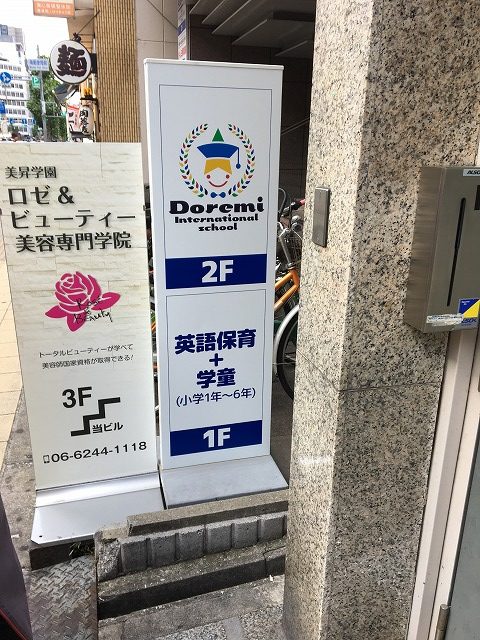 麺
美昇学園
ロゼ&
ビューティー
美容専門学院
Rose
Beauty
トータルビューティーが学べて
美容師国家資格が取得できる!
3F
当ビル
06-6244-1118
Doremi
International
school
2F
英語保育
+
学童
(小学1年～6年)
1F